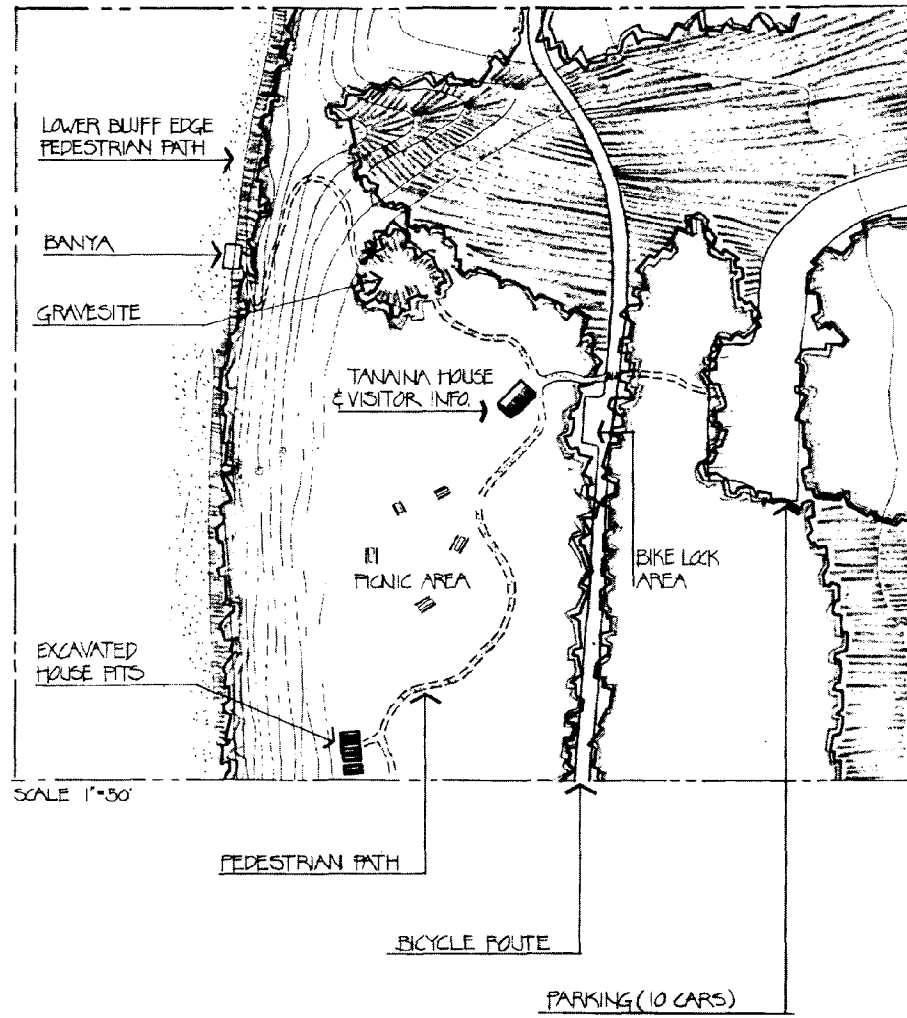 LOWER BLUFF EDGE
PEDESTRIAN PATH
BANYA
GRAVESITE
TANAINA HOUSE
& VISITOR INFO.
PICNIC AREA
BIKE LOCK
AREA
EXCAVATED
HOUSE PITS
SCALE 1"=50'
PEDESTRIAN PATH
BICYCLE ROUTE
PARKING (10 CARS)